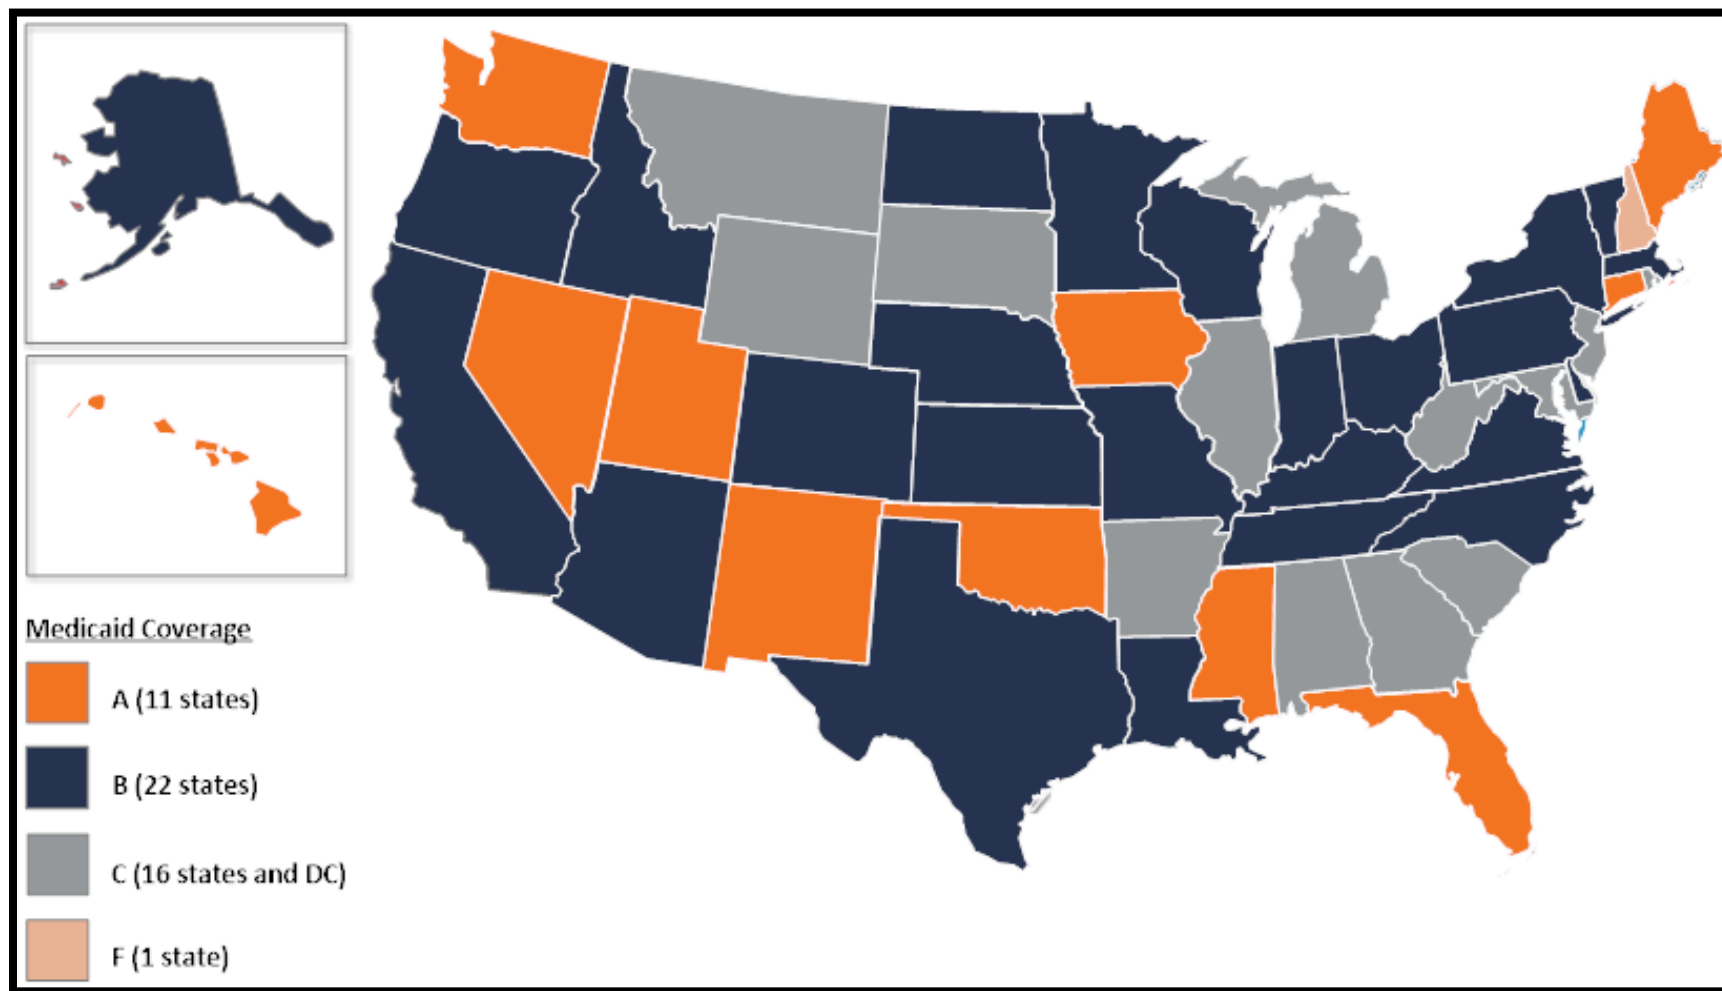 Medicaid Coverage
A (11 states)
B (22 states)
C (16 states and DC)
F (1 state)